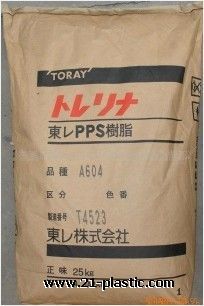 TORAY
トレリナ
東レPPS樹脂
品種 A604
区分 色番
製造番号 T4523
東レ株式会社
正味 25kg
1
www.21-plastic.com